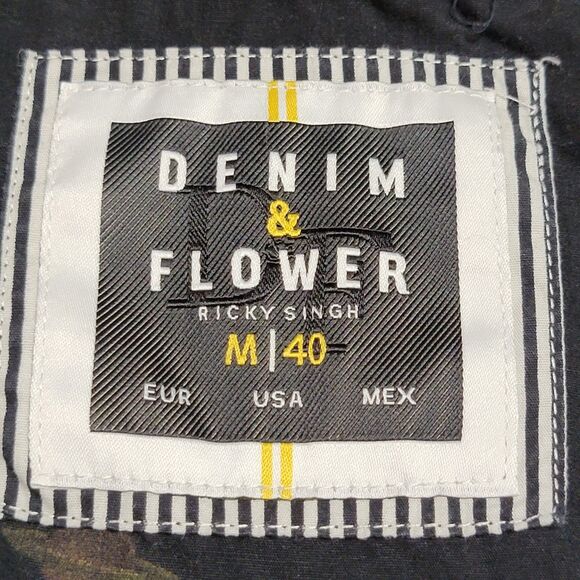 DENIM
&
FLOWER
RICKY SINGH
M|40
EUR USA MEX